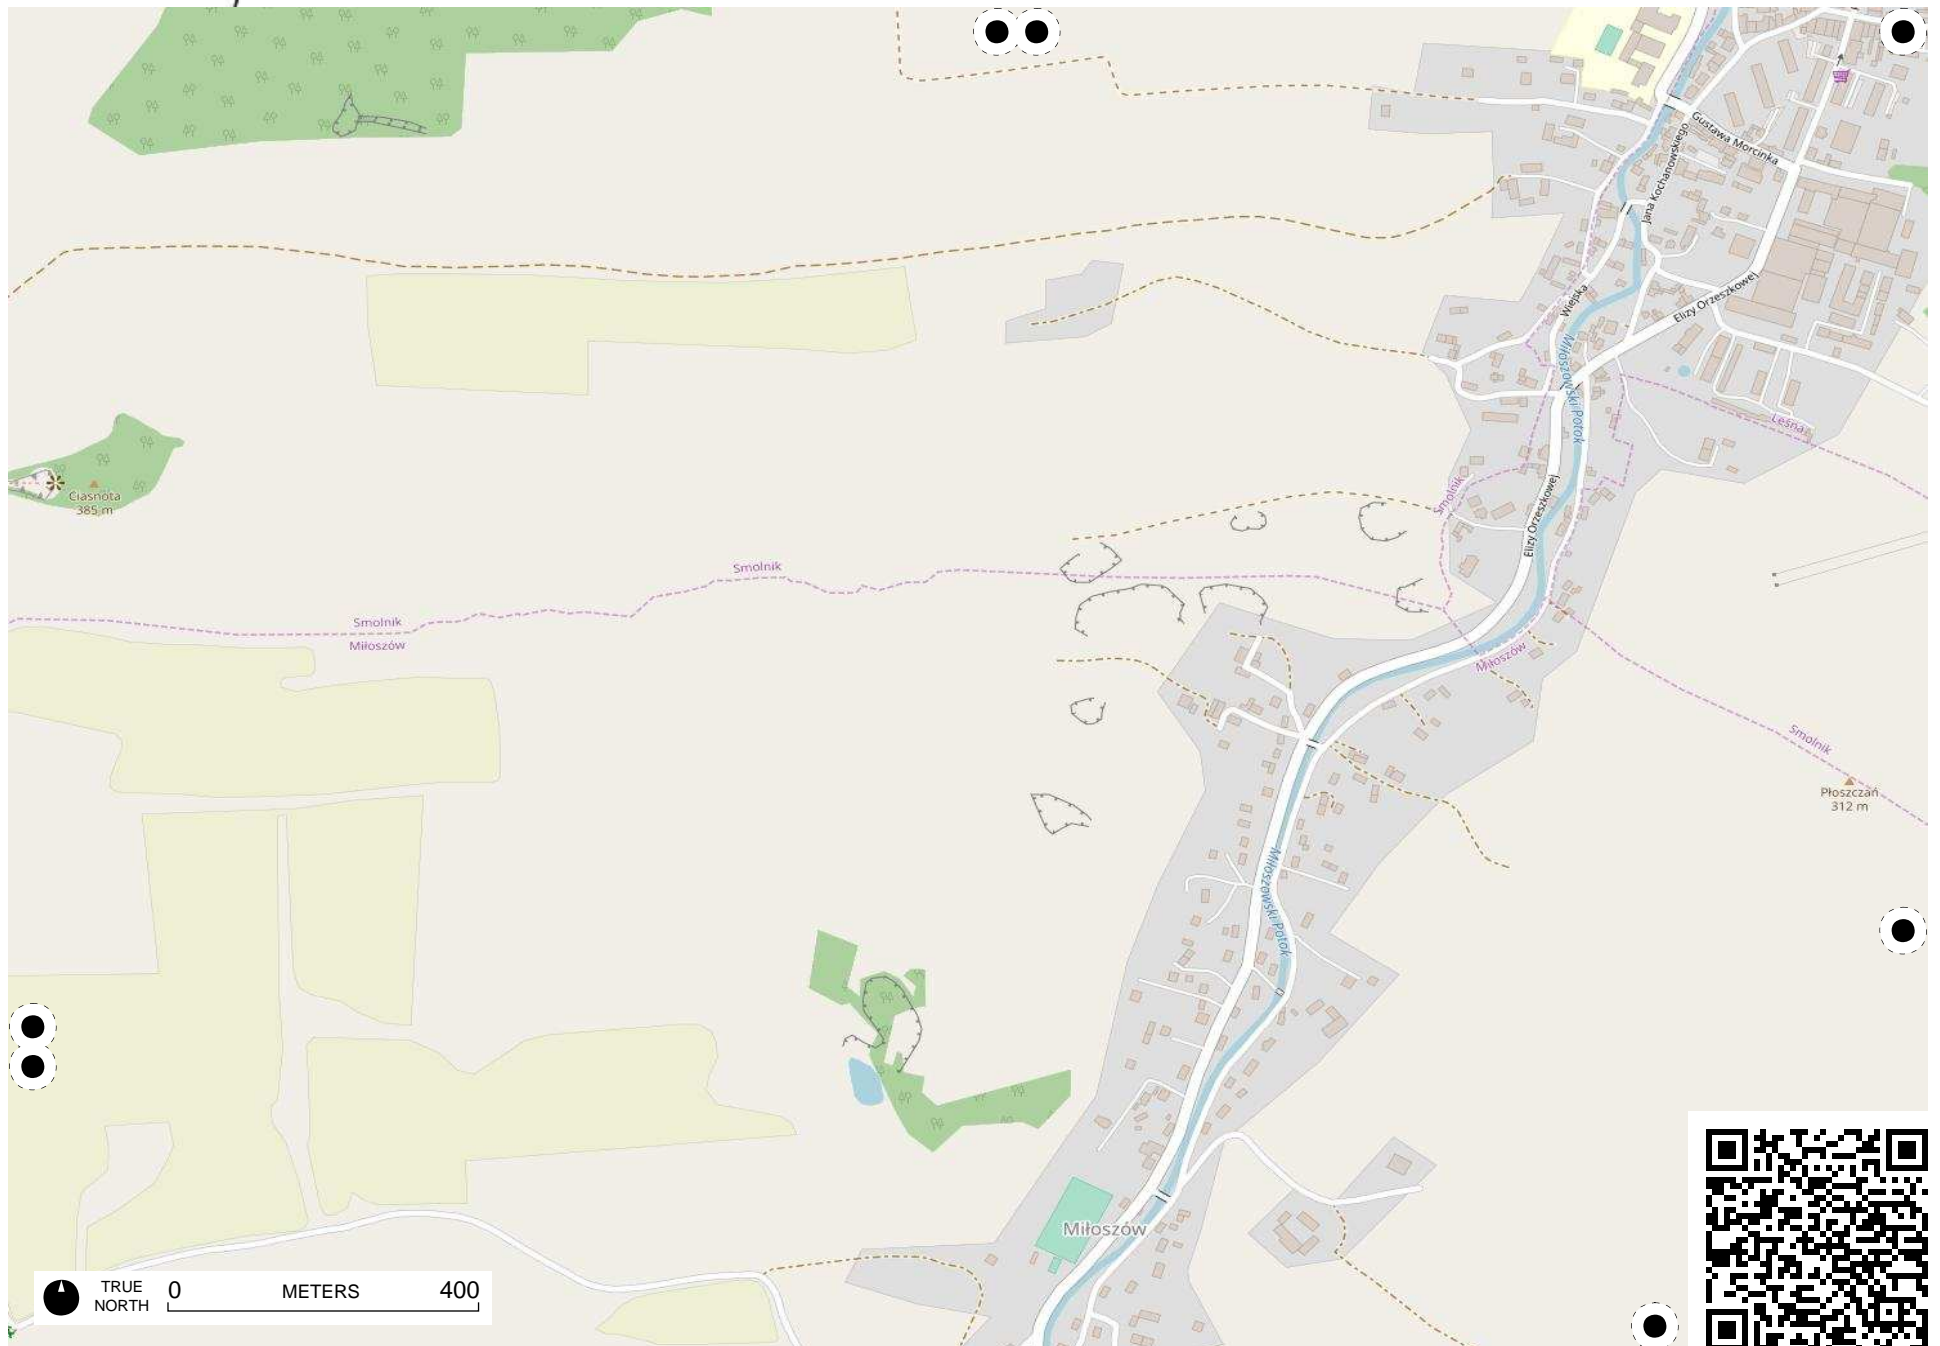 Gustawa Morcinka
Jana Kochanowskiego
Wiejska
Elizy Orzeszkowej
Miłoszowski Potok
Leśna
Ciasnota
385 m
Smolnik
Elizy Orzeszkowej
Smolnik
Smolnik
Miłoszów
Miłoszów
Smolnik
Płoszczań
312 m
Miłoszowski Potok
Miłoszów
TRUE
NORTH
0 METERS 400